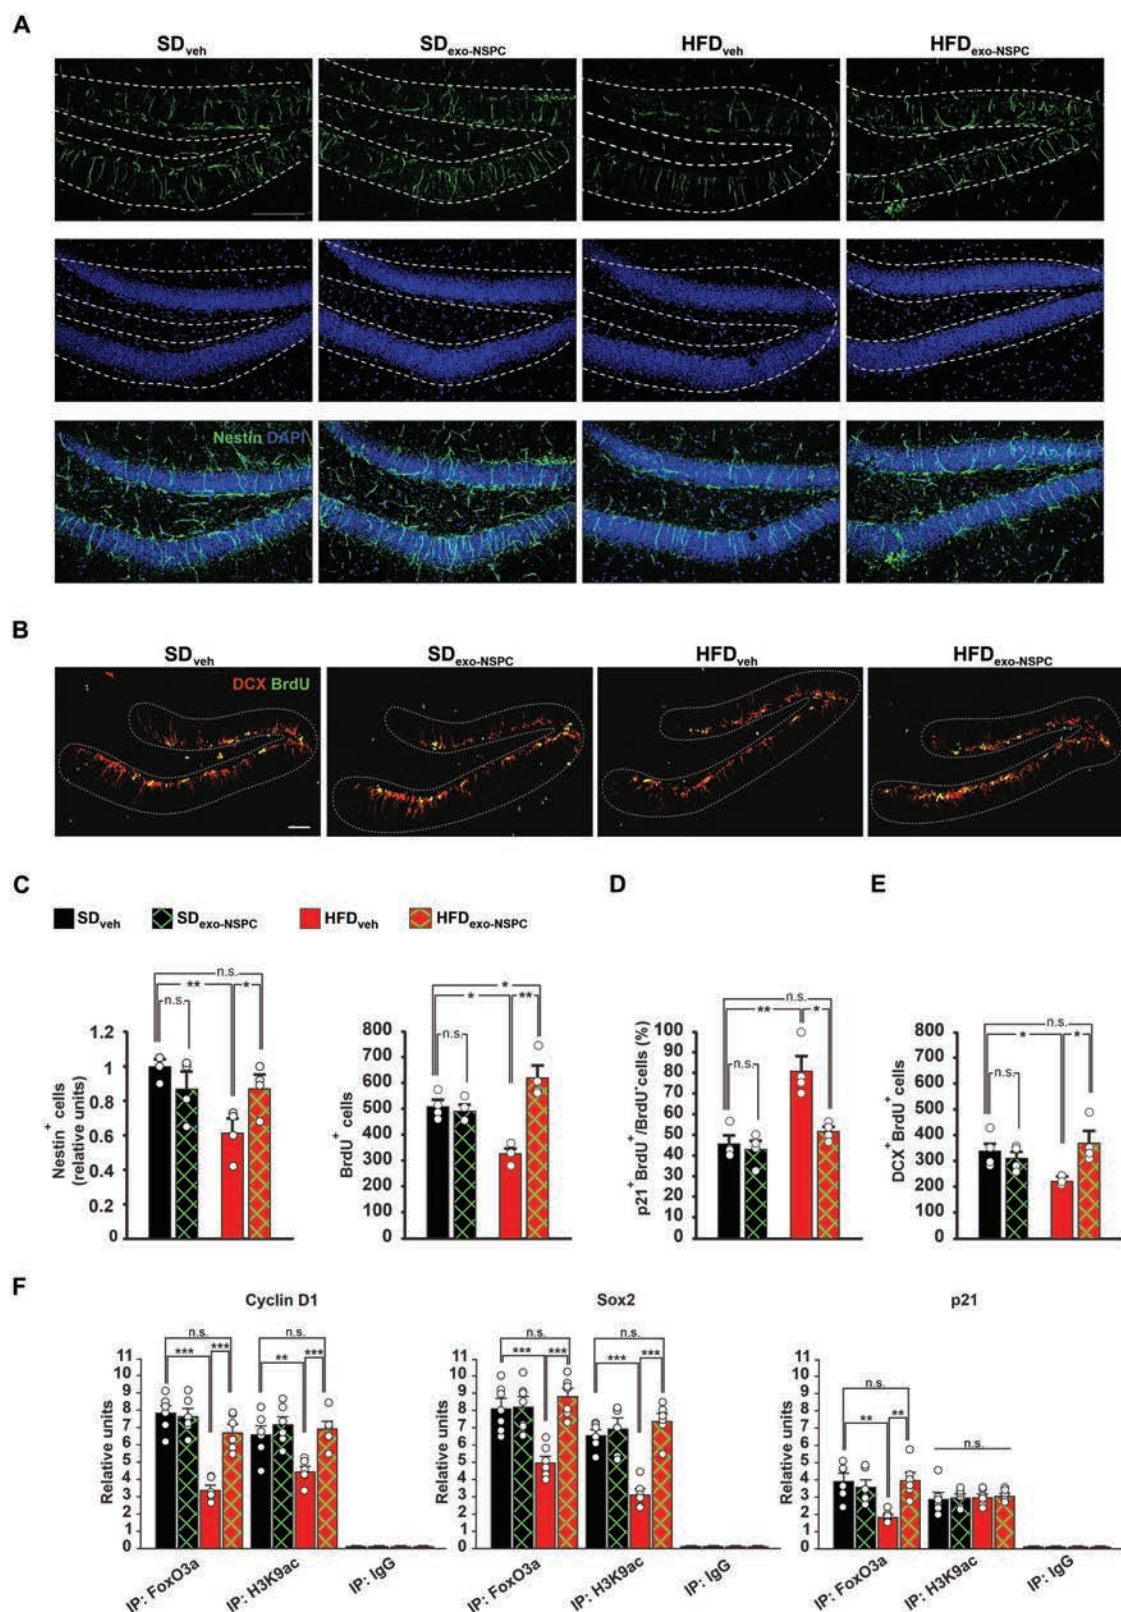 A
SDveh SDexo-NSPC HFDveh HFDexo-NSPC
Nestin DAPI
B
SDveh SDexo-NSPC HFDveh HFDexo-NSPC
DCX BrdU
C D E
SDveh SDexo-NSPC HFDveh HFDexo-NSPC
n.s.
** *
n.s.
1.2
1
0.8
0.6
0.4
0.2
0
Nestin+ cells
(relative units)
*
* **
n.s.
800
700
600
500
400
300
200
100
0
BrdU+ cells
n.s.
** *
n.s.
100
90
80
70
60
50
40
30
20
10
0
p21+ BrdU+/BrdU- cells (%)
n.s.
* *
n.s.
800
700
600
500
400
300
200
100
0
DCX+ BrdU+ cells
F
Cyclin D1 Sox2 p21
n.s. n.s.
*** *** ** ***
11
10
9
8
7
6
5
4
3
2
1
0
Relative units
IP: FoxO3a IP: H3K9ac IP: IgG
n.s. n.s.
*** *** *** ***
11
10
9
8
7
6
5
4
3
2
1
0
Relative units
IP: FoxO3a IP: H3K9ac IP: IgG
n.s.
** **
n.s.
11
10
9
8
7
6
5
4
3
2
1
0
Relative units
IP: FoxO3a IP: H3K9ac IP: IgG